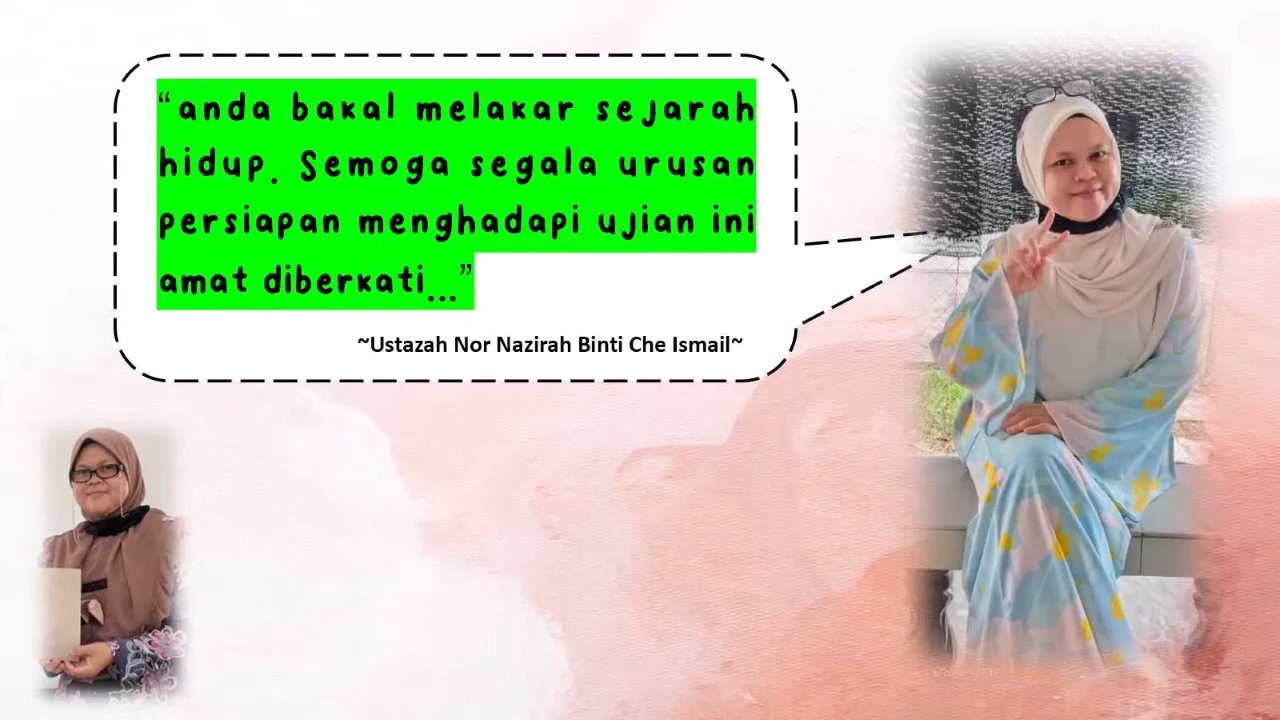 “anda bakal melakar sejarah
hidup. Semoga segala urusan
persiapan menghadapi ujian ini
amat diberkati...”
~Ustazah Nor Nazirah Binti Che Ismail~